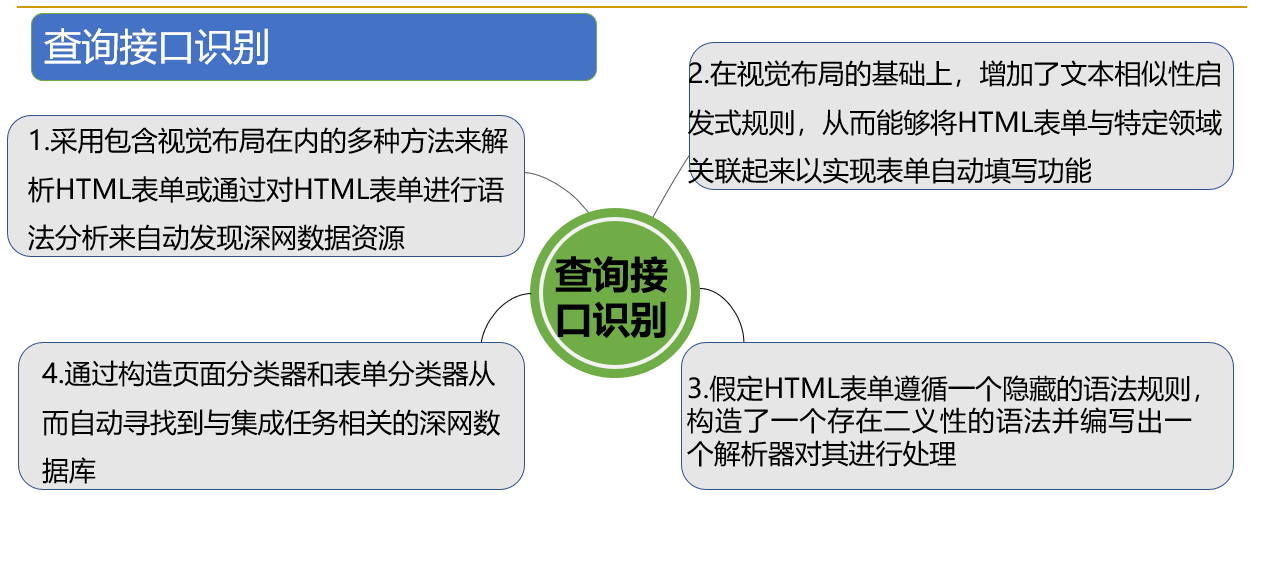 查询接口识别
1.采用包含视觉布局在内的多种方法来解
析HTML表单或通过对HTML表单进行语
法分析来自动发现深网数据资源
2.在视觉布局的基础上，增加了文本相似性启
发式规则，从而能够将HTML表单与特定领域
关联起来以实现表单自动填写功能
查询接
口识别
3.假定HTML表单遵循一个隐藏的语法规则，
构造了一个存在二义性的语法并编写出一
个解析器对其进行处理
4.通过构造页面分类器和表单分类器从
而自动寻找到与集成任务相关的深网数
据库